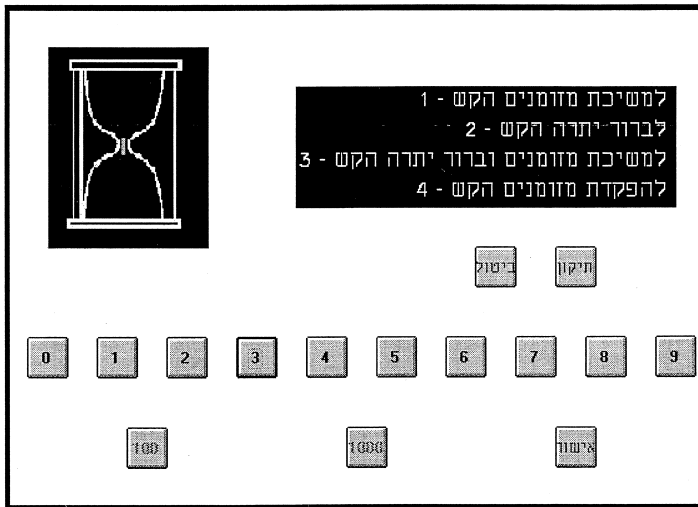 למשיכת מזומנים הקש - 1
לברור יתרה הקש - 2
למשיכת מזומנים וברור יתרה הקש - 3
להפקדת מזומנים הקש - 4
תיקון ביטול
0 1 2 3 4 5 6 7 8 9
100 1000 אישור